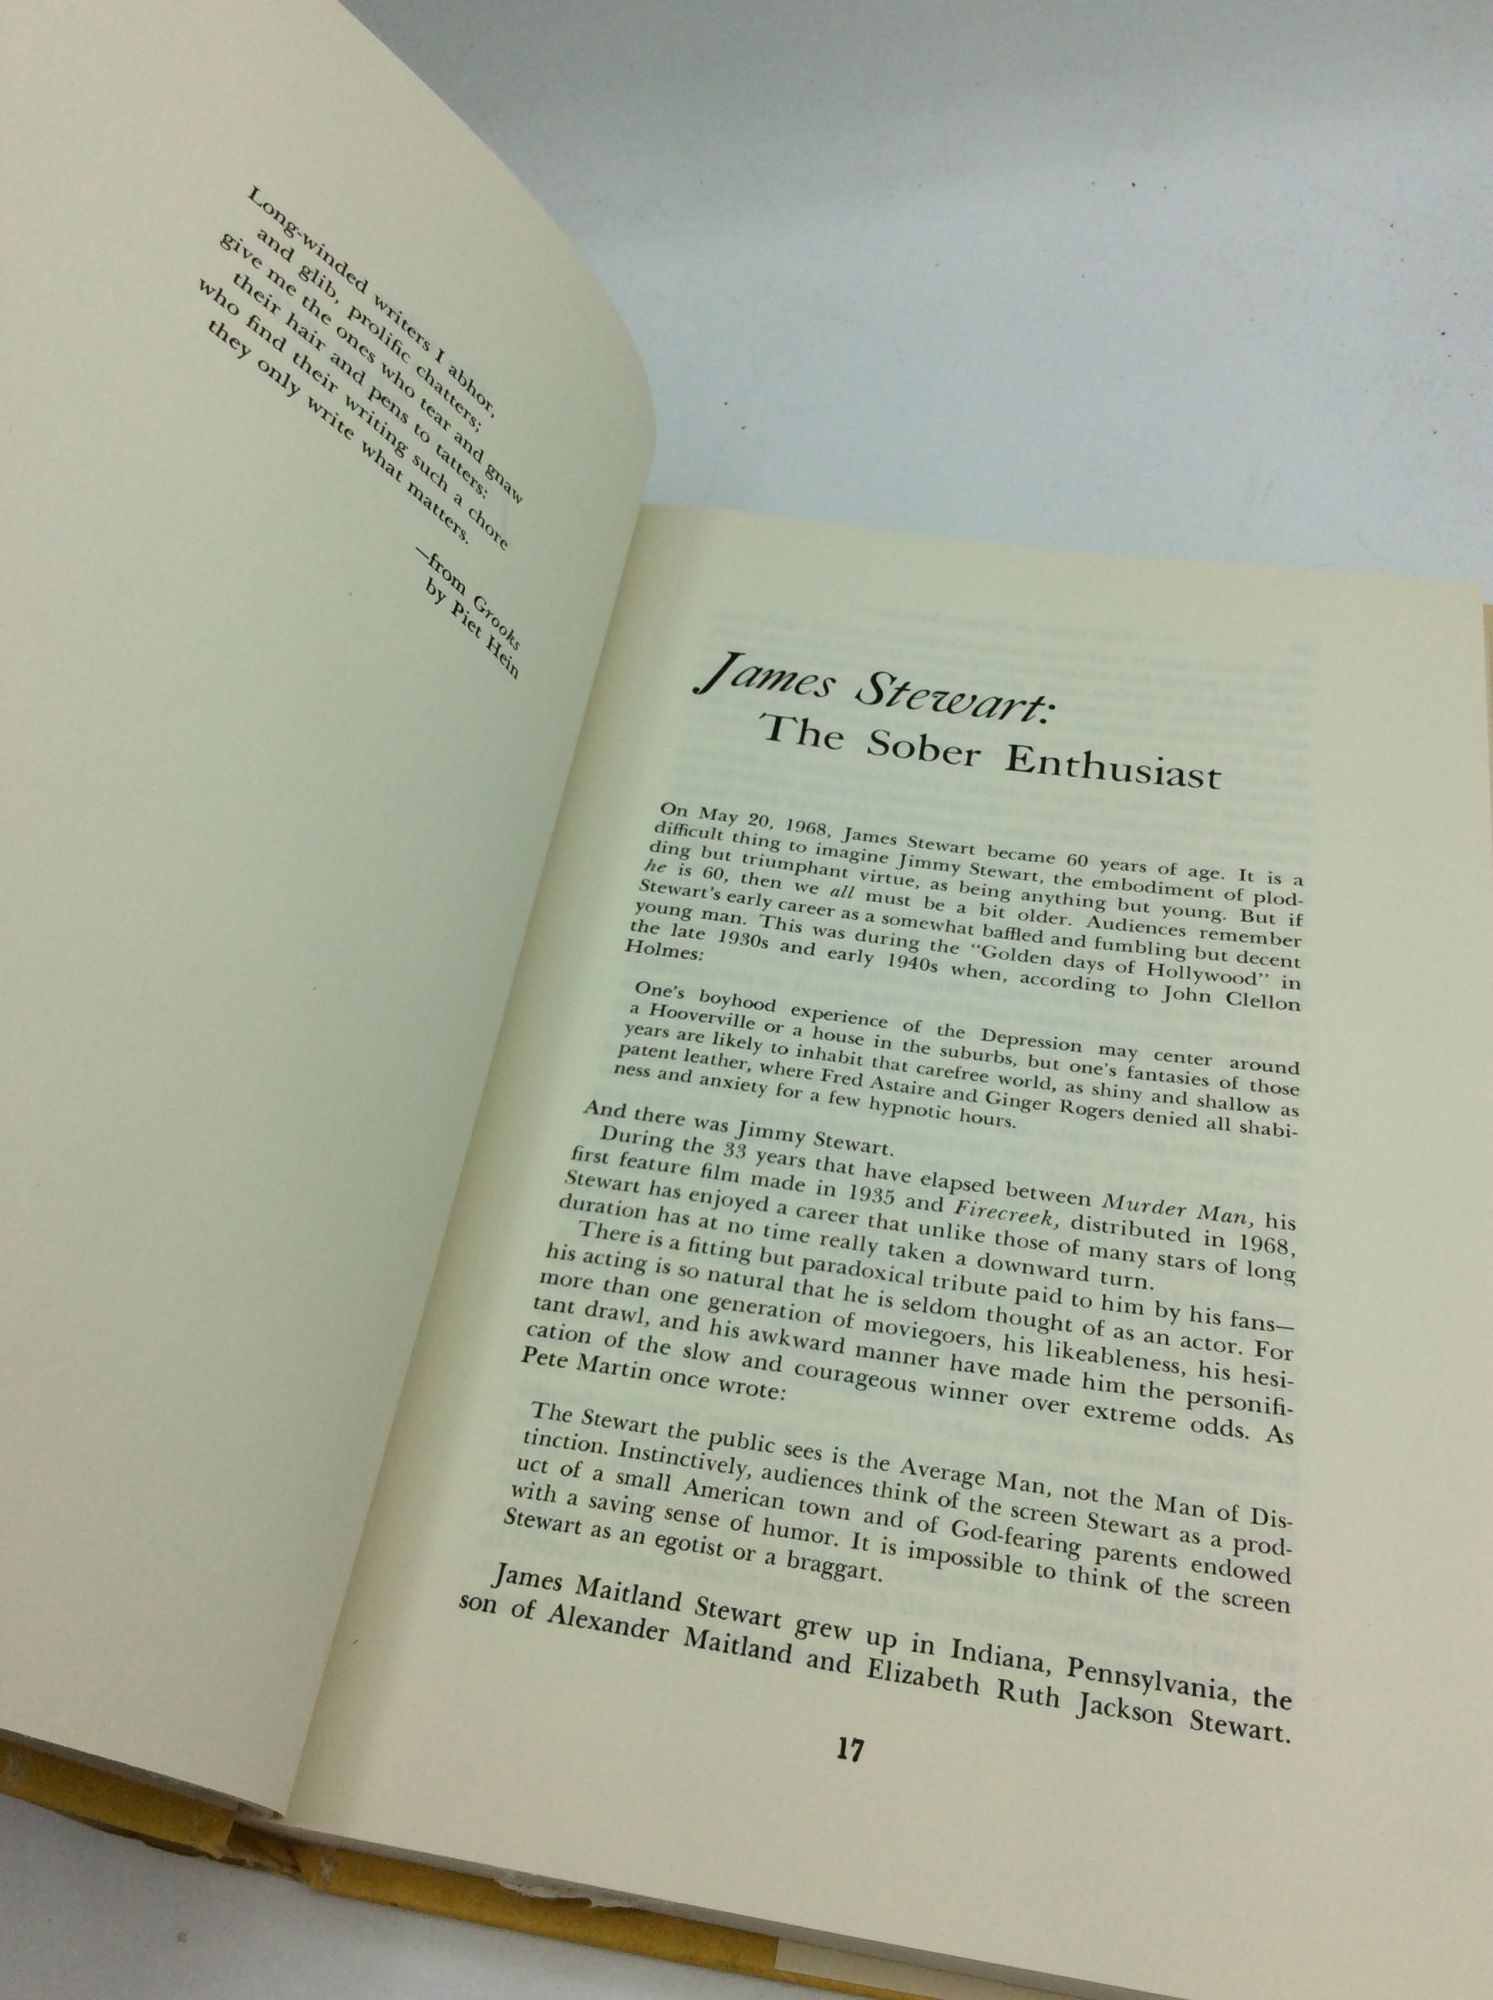 Long-winded writers I abhor,
and glib, prolific chatters;
give me the ones who tear and gnaw
their hair and pens to tatters:
who find their writing such a chore
they only write what matters.
—from Grooks
by Piet Hein
James Stewart:
The Sober Enthusiast
On May 20, 1968, James Stewart became 60 years of age. It is a
difficult thing to imagine Jimmy Stewart, the embodiment of plod-
ding but triumphant virtue, as being anything but young. But if
he is 60, then we all must be a bit older. Audiences remember
Stewart's early career as a somewhat baffled and fumbling but decent
young man. This was during the "Golden days of Hollywood" in
the late 1930s and early 1940s when, according to John Clellon
Holmes:
One's boyhood experience of the Depression may center around
a Hooverville or a house in the suburbs, but one's fantasies of those
years are likely to inhabit that carefree world, as shiny and shallow as
patent leather, where Fred Astaire and Ginger Rogers denied all shabi-
ness and anxiety for a few hypnotic hours.
And there was Jimmy Stewart.
During the 33 years that have elapsed between Murder Man, his
first feature film made in 1935 and Firecreek, distributed in 1968,
Stewart has enjoyed a career that unlike those of many stars of long
duration has at no time really taken a downward turn.
There is a fitting but paradoxical tribute paid to him by his fans—
his acting is so natural that he is seldom thought of as an actor. For
more than one generation of moviegoers, his likeableness, his hesi-
tant drawl, and his awkward manner have made him the personifi-
cation of the slow and courageous winner over extreme odds. As
Pete Martin once wrote:
The Stewart the public sees is the Average Man, not the Man of Dis-
tinction. Instinctively, audiences think of the screen Stewart as a prod-
uct of a small American town and of God-fearing parents endowed
with a saving sense of humor. It is impossible to think of the screen
Stewart as an egotist or a braggart.
James Maitland Stewart grew up in Indiana, Pennsylvania, the
son of Alexander Maitland and Elizabeth Ruth Jackson Stewart.
17